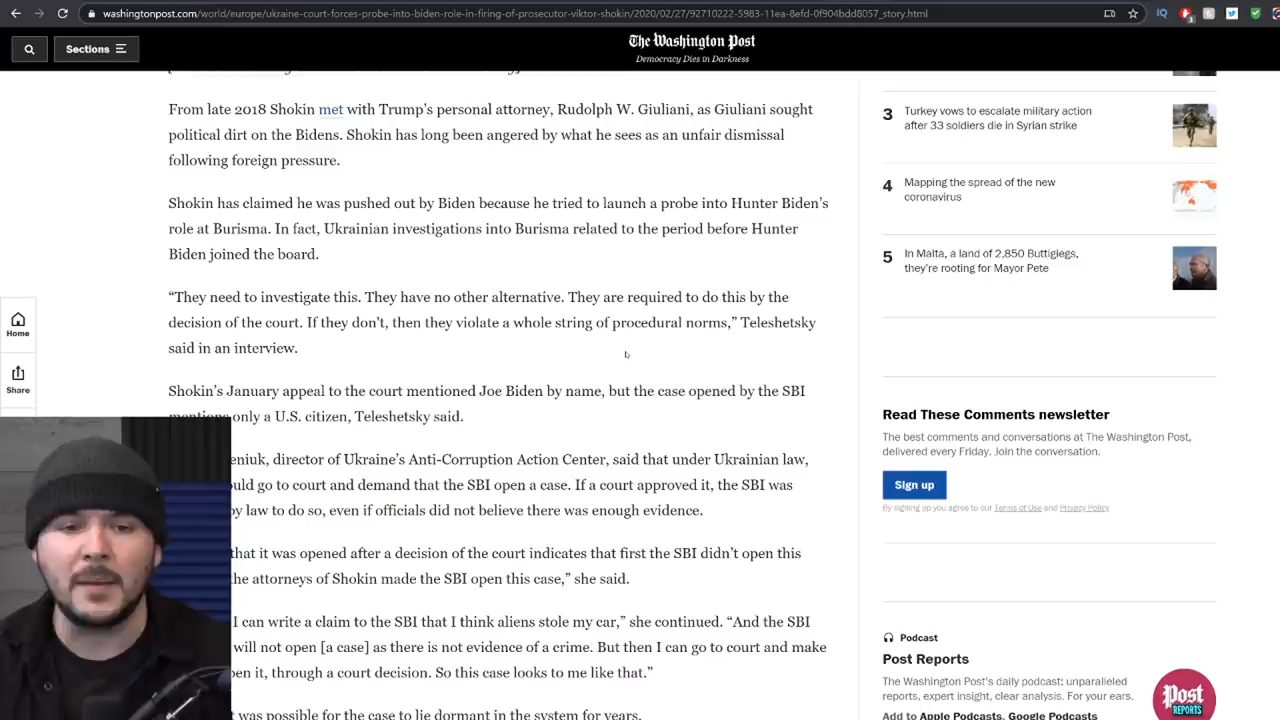 washingtonpost.com/world/europe/ukraine-court-forces-probe-into-biden-role-in-firing-of-prosecutor-viktor-shokin/2020/02/27/92710222-5983-11ea-8efd-0f904bdd8057_story.html
Sections
The Washington Post
Democracy Dies in Darkness
From late 2018 Shokin met with Trump's personal attorney, Rudolph W. Giuliani, as Giuliani sought
political dirt on the Bidens. Shokin has long been angered by what he sees as an unfair dismissal
following foreign pressure.
Shokin has claimed he was pushed out by Biden because he tried to launch a probe into Hunter Biden's
role at Burisma. In fact, Ukrainian investigations into Burisma related to the period before Hunter
Biden joined the board.
“They need to investigate this. They have no other alternative. They are required to do this by the
decision of the court. If they don't, then they violate a whole string of procedural norms,” Teleshetsky
said in an interview.
Shokin's January appeal to the court mentioned Joe Biden by name, but the case opened by the SBI
mentions only a U.S. citizen, Teleshetsky said.
eniuk, director of Ukraine's Anti-Corruption Action Center, said that under Ukrainian law,
uld go to court and demand that the SBI open a case. If a court approved it, the SBI was
by law to do so, even if officials did not believe there was enough evidence.
that it was opened after a decision of the court indicates that first the SBI didn't open this
the attorneys of Shokin made the SBI open this case,” she said.
I can write a claim to the SBI that I think aliens stole my car,” she continued. “And the SBI
will not open [a case] as there is not evidence of a crime. But then I can go to court and make
en it, through a court decision. So this case looks to me like that.”
t was possible for the case to lie dormant in the system for years.
Home
Share
3
Turkey vows to escalate military action
after 33 soldiers die in Syrian strike
4
Mapping the spread of the new
coronavirus
5
In Malta, a land of 2,850 Buttigiegs,
they're rooting for Mayor Pete
Read These Comments newsletter
The best comments and conversations at The Washington Post,
delivered every Friday. Join the conversation.
Sign up
By signing up you agree to our Terms of Use and Privacy Policy
Podcast
Post Reports
The Washington Post's daily podcast: unparalleled
reports, expert insight, clear analysis. For your ears.
Add to Apple Podcasts, Google Podcasts
Post
REPORTS